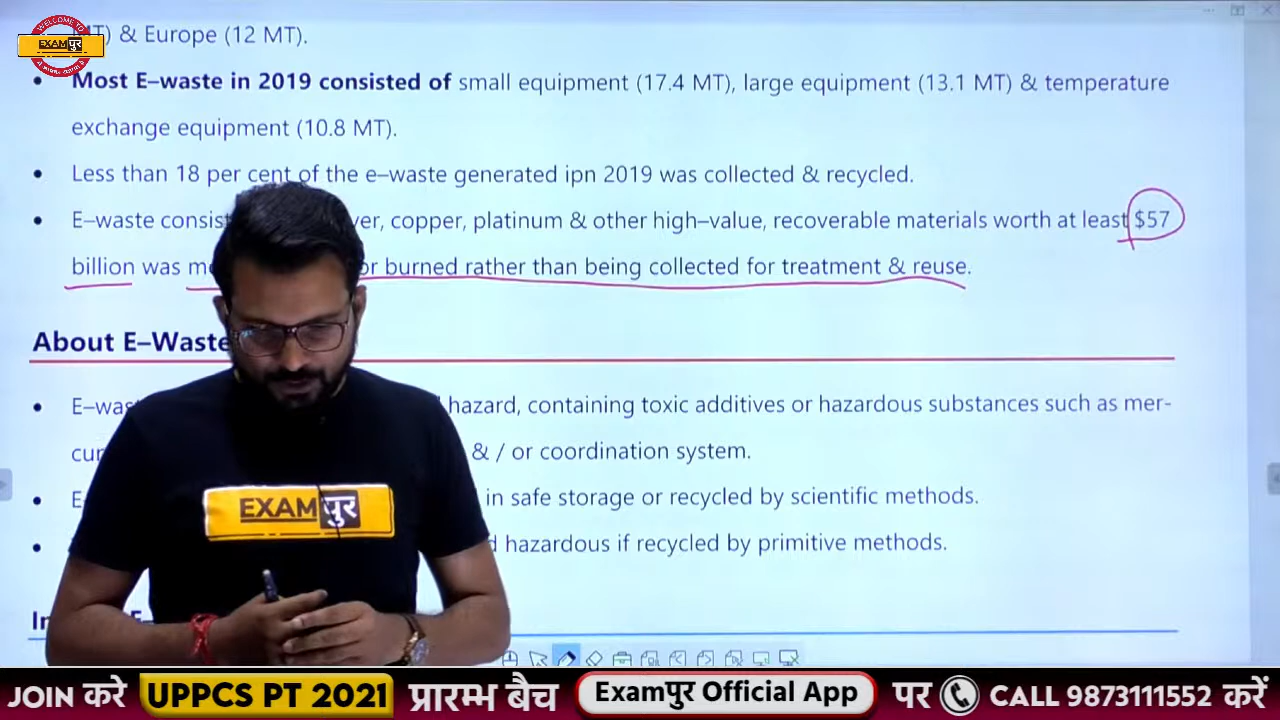 WELCOME TO
EXAMपुर
MT) & Europe (12 MT).
• Most E–waste in 2019 consisted of small equipment (17.4 MT), large equipment (13.1 MT) & temperature
exchange equipment (10.8 MT).
• Less than 18 per cent of the e–waste generated ipn 2019 was collected & recycled.
• E–waste copper, platinum & other high–value, recoverable materials worth at least $57
billion was or burned rather than being collected for treatment & reuse.
About E–Waste
• hazard, containing toxic additives or hazardous substances such as mer-
& / or coordination system.
• in safe storage or recycled by scientific methods.
• hazardous if recycled by primitive methods.
EXAMपुर
JOIN करे UPPCS PT 2021 प्रारम्भ बैच Examपुर Official App पर CALL 9873111552 करें